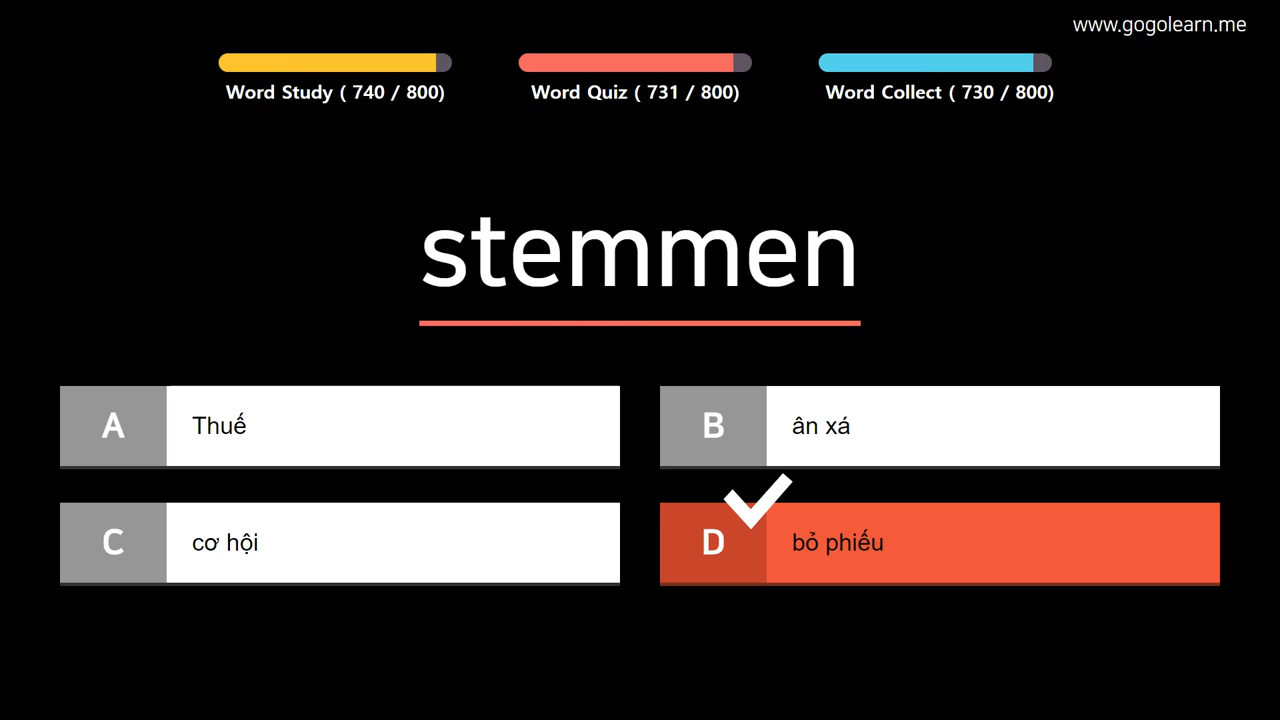 www.gogolearn.me
Word Study ( 740 / 800)
Word Quiz ( 731 / 800)
Word Collect ( 730 / 800)
stemmen
A Thuế
B ân xá
C cơ hội
D bỏ phiếu